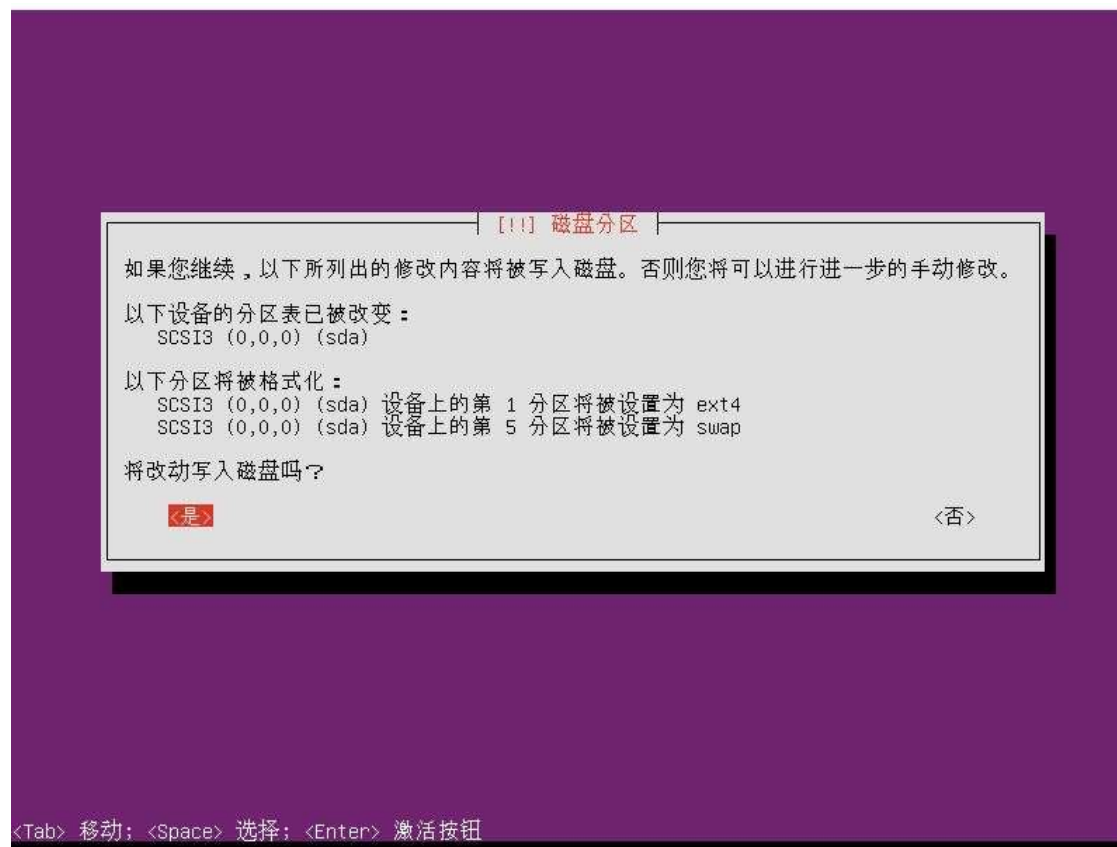 [!!] 磁盘分区
如果您继续，以下所列出的修改内容将被写入磁盘。否则您将可以进行进一步的手动修改。
以下设备的分区表已被改变：
SCSI3 (0,0,0) (sda)
以下分区将被格式化：
SCSI3 (0,0,0) (sda) 设备上的第 1 分区将被设置为 ext4
SCSI3 (0,0,0) (sda) 设备上的第 5 分区将被设置为 swap
将改动写入磁盘吗？
<是> <否>
<Tab> 移动; <Space> 选择; <Enter> 激活按钮